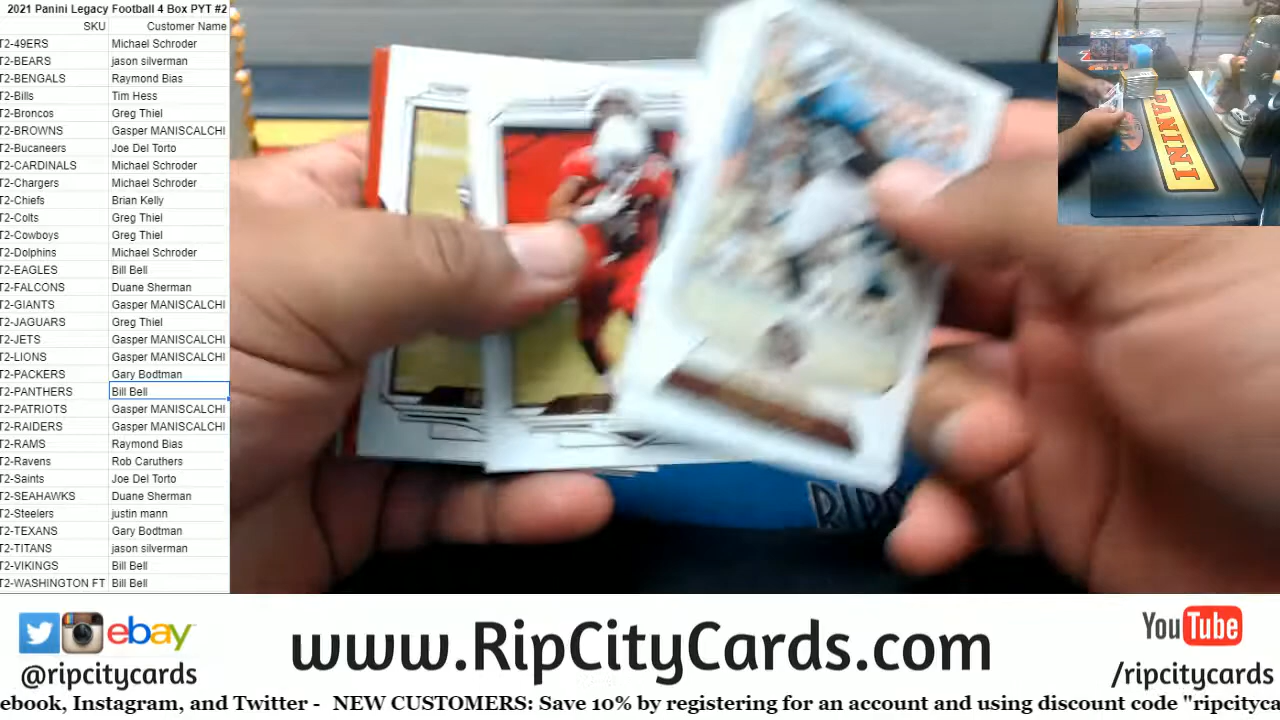 2021 Panini Legacy Football 4 Box PYT #2
SKU Customer Name
T2-49ERS Michael Schroder
T2-BEARS jason silverman
T2-BENGALS Raymond Bias
T2-Bills Tim Hess
T2-Broncos Greg Thiel
T2-BROWNS Gasper MANISCALCHI
T2-Bucaneers Joe Del Torto
T2-CARDINALS Michael Schroder
T2-Chargers Michael Schroder
T2-Chiefs Brian Kelly
T2-Colts Greg Thiel
T2-Cowboys Greg Thiel
T2-Dolphins Michael Schroder
T2-EAGLES Bill Bell
T2-FALCONS Duane Sherman
T2-GIANTS Gasper MANISCALCHI
T2-JAGUARS Greg Thiel
T2-JETS Gasper MANISCALCHI
T2-LIONS Gasper MANISCALCHI
T2-PACKERS Gary Bodtman
T2-PANTHERS Bill Bell
T2-PATRIOTS Gasper MANISCALCHI
T2-RAIDERS Gasper MANISCALCHI
T2-RAMS Raymond Bias
T2-Ravens Rob Caruthers
T2-Saints Joe Del Torto
T2-SEAHAWKS Duane Sherman
T2-Steelers justin mann
T2-TEXANS Gary Bodtman
T2-TITANS jason silverman
T2-VIKINGS Bill Bell
T2-WASHINGTON FT Bill Bell
PANINI
ebay
@ripcitycards
www.RipCityCards.com
YouTube
/ripcitycards
ebook, Instagram, and Twitter - NEW CUSTOMERS: Save 10% by registering for an account and using discount code "ripcityca